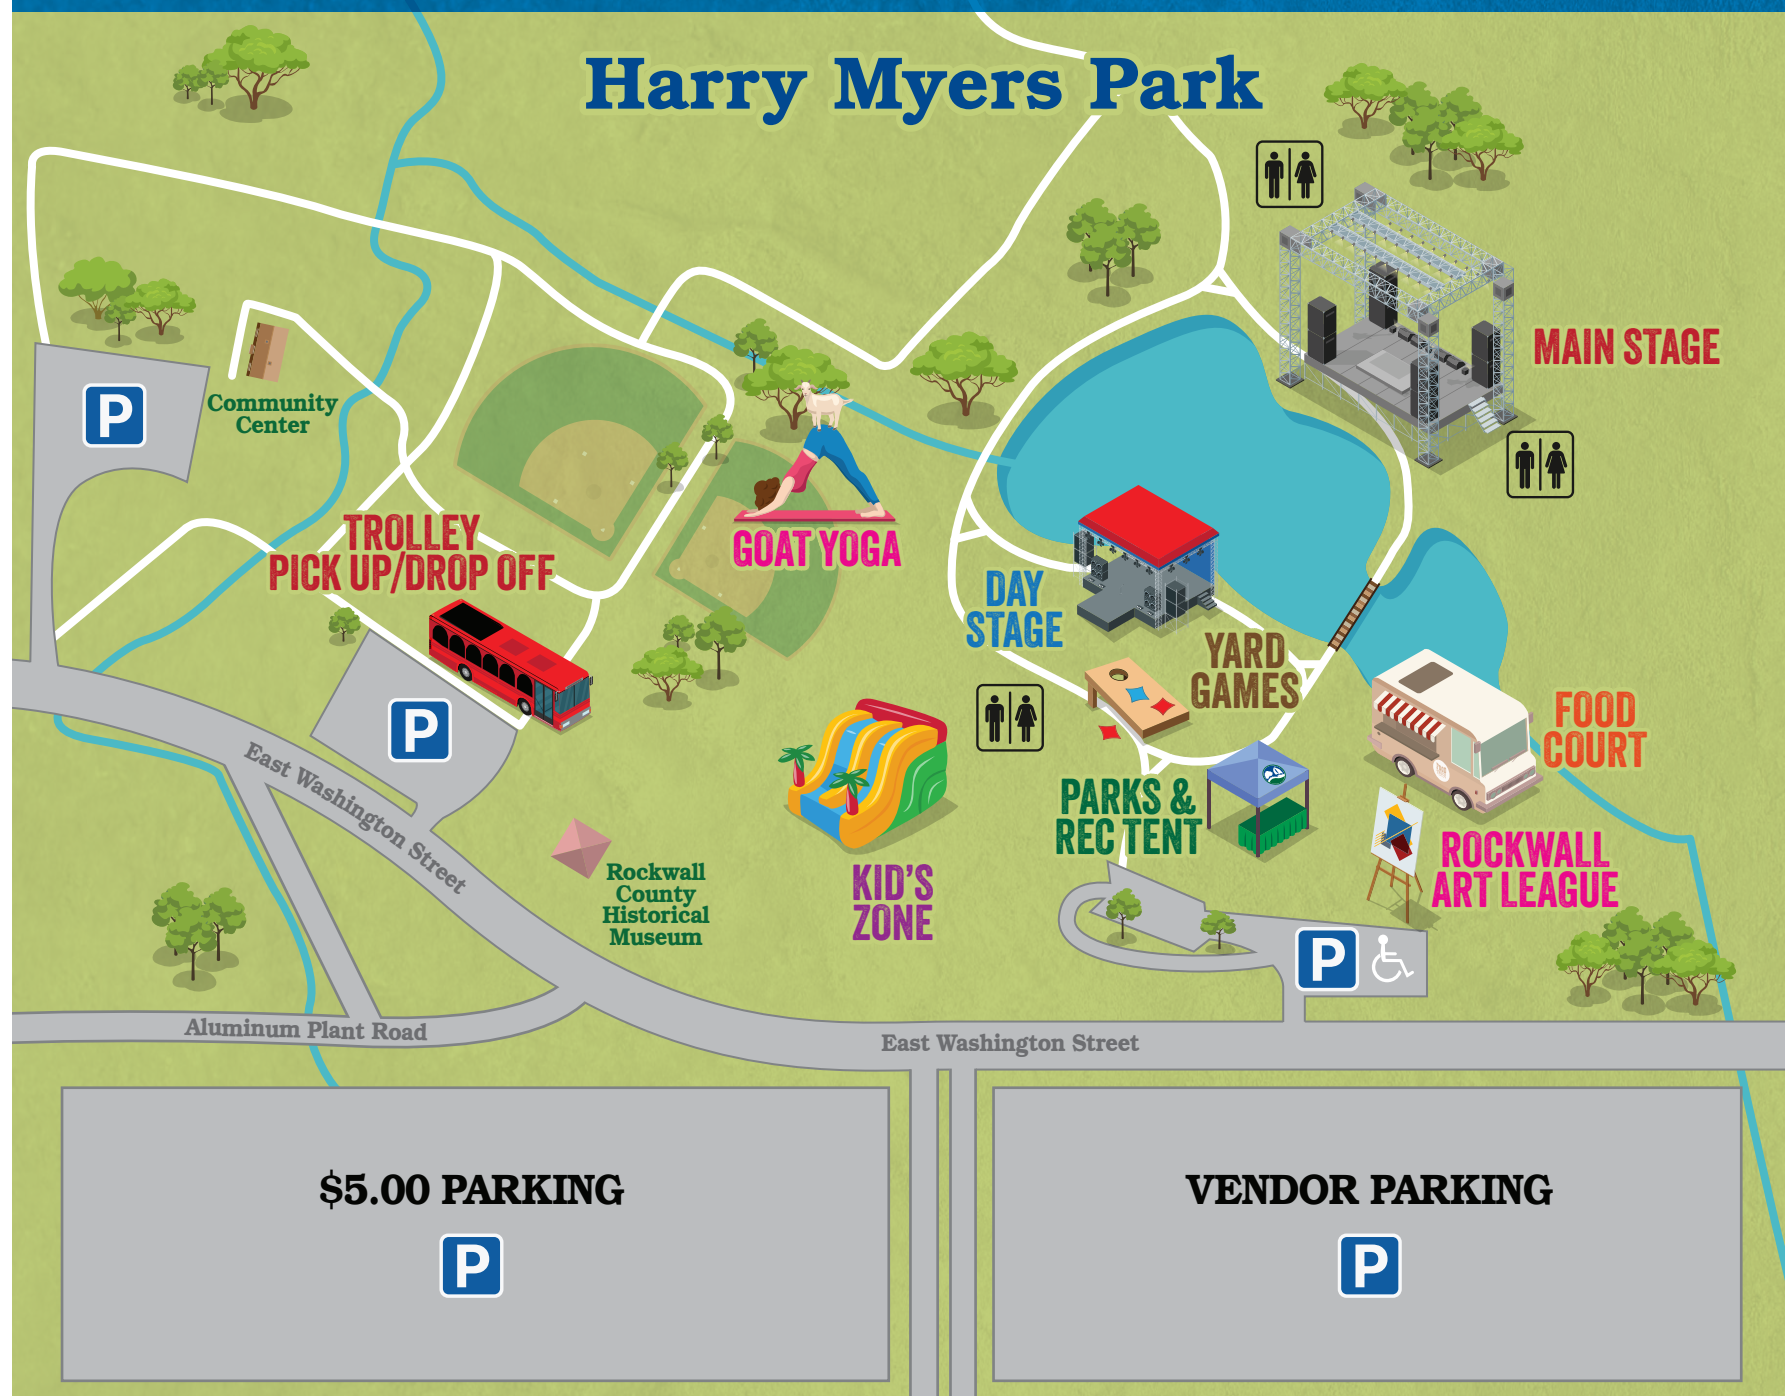 Harry Myers Park
MAIN STAGE
P
Community
Center
TROLLEY
PICK UP/DROP OFF
GOAT YOGA
DAY
STAGE
YARD
GAMES
P
FOOD
COURT
East Washington Street
PARKS &
REC TENT
ROCKWALL
ART LEAGUE
Rockwall
County
Historical
Museum
KID'S
ZONE
P
Aluminum Plant Road
East Washington Street
$5.00 PARKING
P
VENDOR PARKING
P